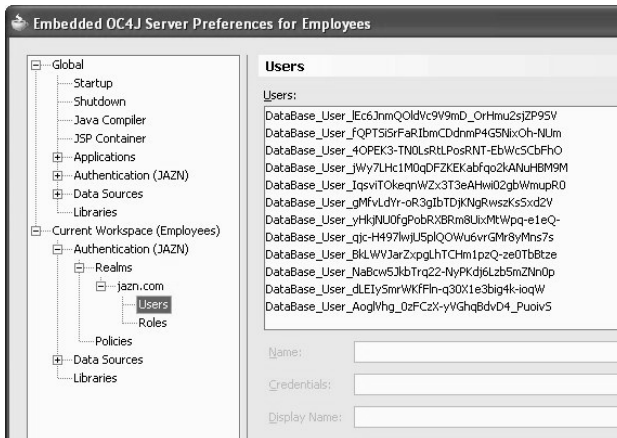 Embedded OC4J Server Preferences for Employees
Global
Startup
Shutdown
Java Compiler
JSP Container
Applications
Authentication (JAZN)
Data Sources
Libraries
Current Workspace (Employees)
Authentication (JAZN)
Realms
jazn.com
Users
Roles
Policies
Data Sources
Libraries
Users
Users:
DataBase_User_lEc6JnmQOldVc9V9mD_OrHmu2sjZP9SV
DataBase_User_fQPTSiSrFaRIbmCDdnmP4G5NixOh-NUm
DataBase_User_4OPEK3-TN0LsRtLPosRNT-EbWcSCbFhO
DataBase_User_jWy7LHc1M0qDFZKEKabfqo2kANuHBM9M
DataBase_User_IqsviTOkeqnWZx3T3eAHwi02gbWmupR0
DataBase_User_gMfvLdYr-oR3gIbTDjKNgRwszKsSxd2V
DataBase_User_yHkjNU0fgPobRXBRm8UixMtWpq-e1eQ-
DataBase_User_qjc-H497lwjU5plQOWu6vrGMr8yMns7s
DataBase_User_BkLWVJarZxpgLhTCHm1pzQ-ze0TbBtze
DataBase_User_NaBcw5JkbTrq22-NyPKdj6Lzb5mZNn0p
DataBase_User_dLEIySmrWKfFln-q30X1e3big4k-ioqW
DataBase_User_AoglVhg_0zFCzX-yVGhqBdvD4_PuoivS
Name:
Credentials:
Display Name: